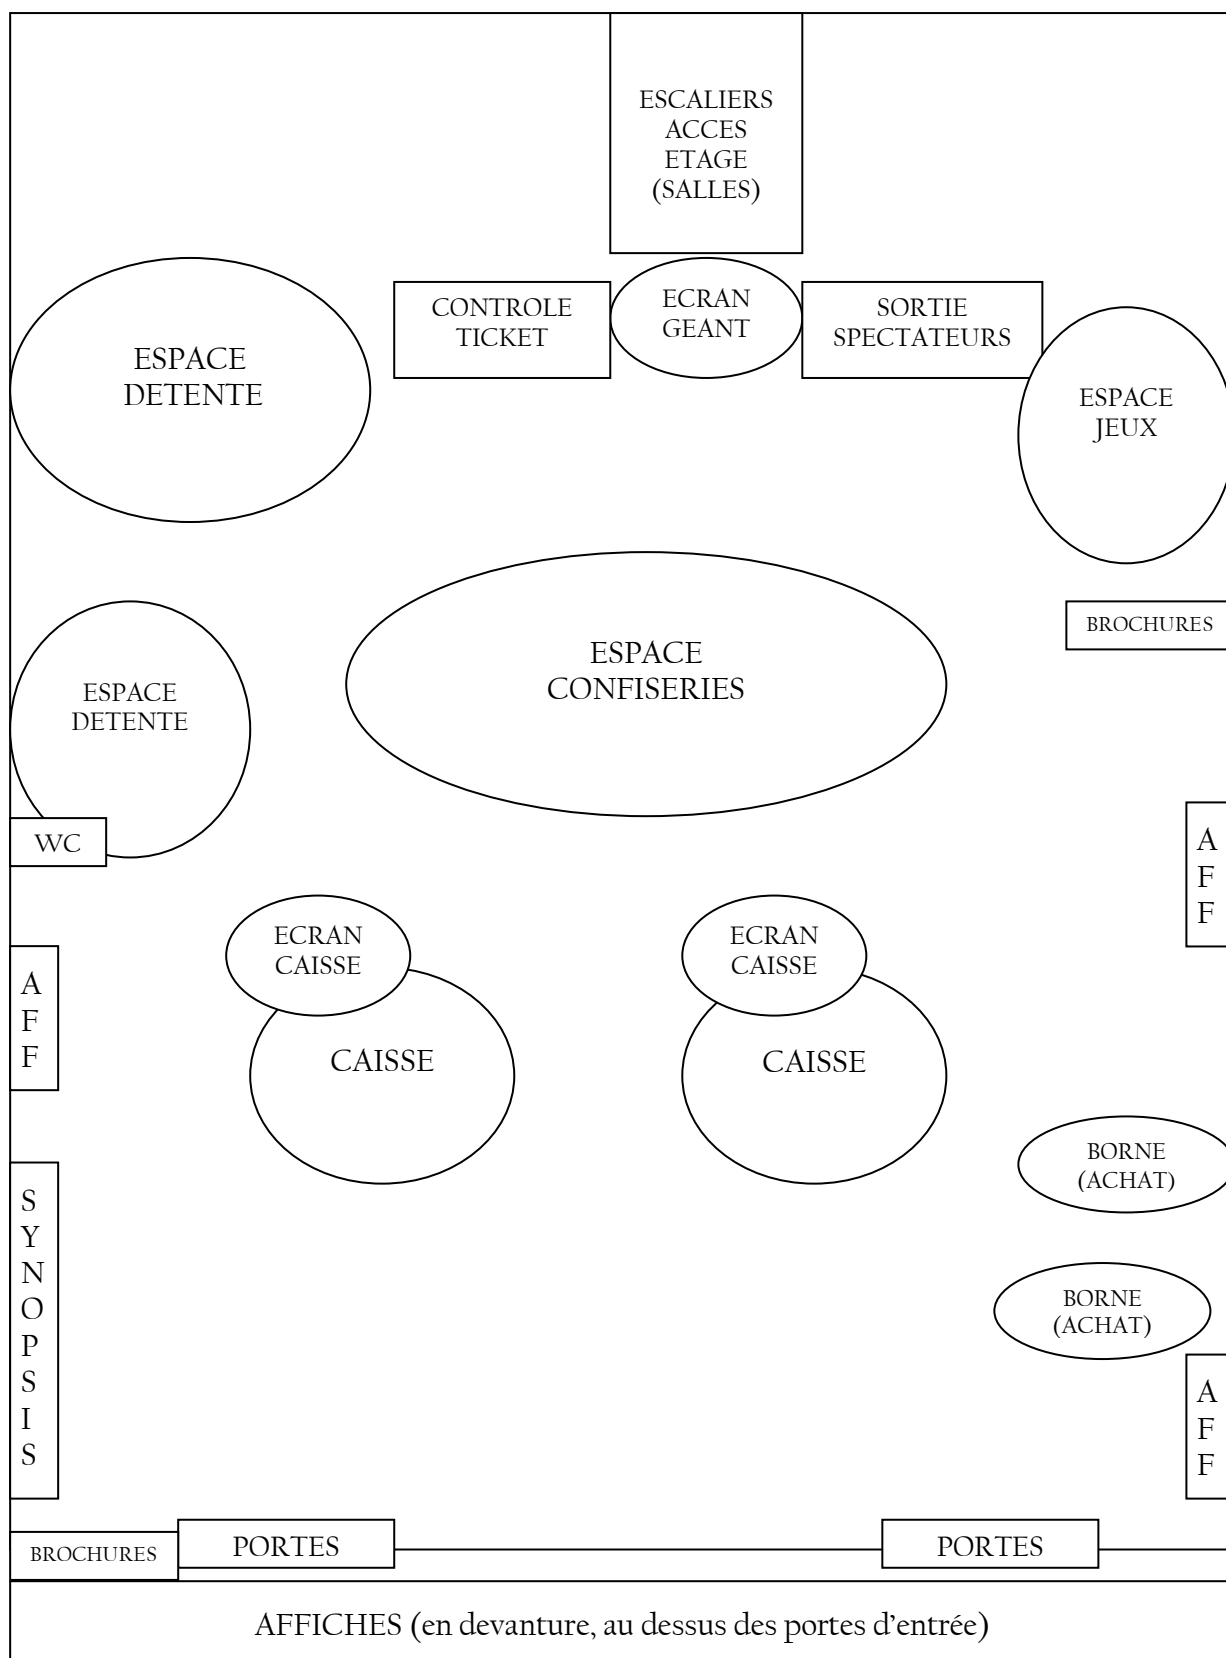 ESCALIERS
ACCES
ETAGE
(SALLES)
CONTROLE
TICKET
ECRAN
GEANT
SORTIE
SPECTATEURS
ESPACE
DETENTE
ESPACE
JEUX
BROCHURES
ESPACE
CONFISERIES
ESPACE
DETENTE
WC
A
F
F
ECRAN
CAISSE
ECRAN
CAISSE
A
F
F
CAISSE
CAISSE
BORNE
(ACHAT)
S
Y
N
O
P
S
I
S
BORNE
(ACHAT)
A
F
F
BROCHURES
PORTES
PORTES
AFFICHES (en devanture, au dessus des portes d'entrée)